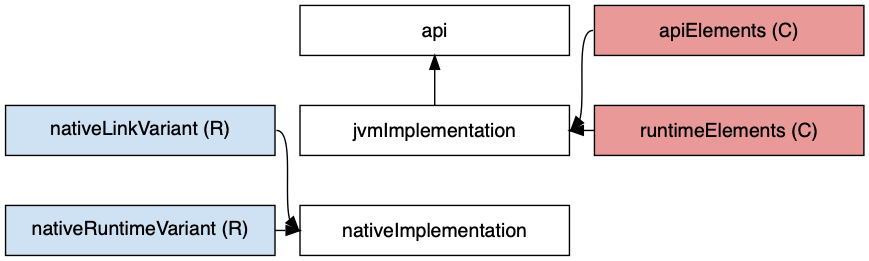 api
apiElements (C)
nativeLinkVariant (R)
jvmImplementation
runtimeElements (C)
nativeRuntimeVariant (R)
nativeImplementation